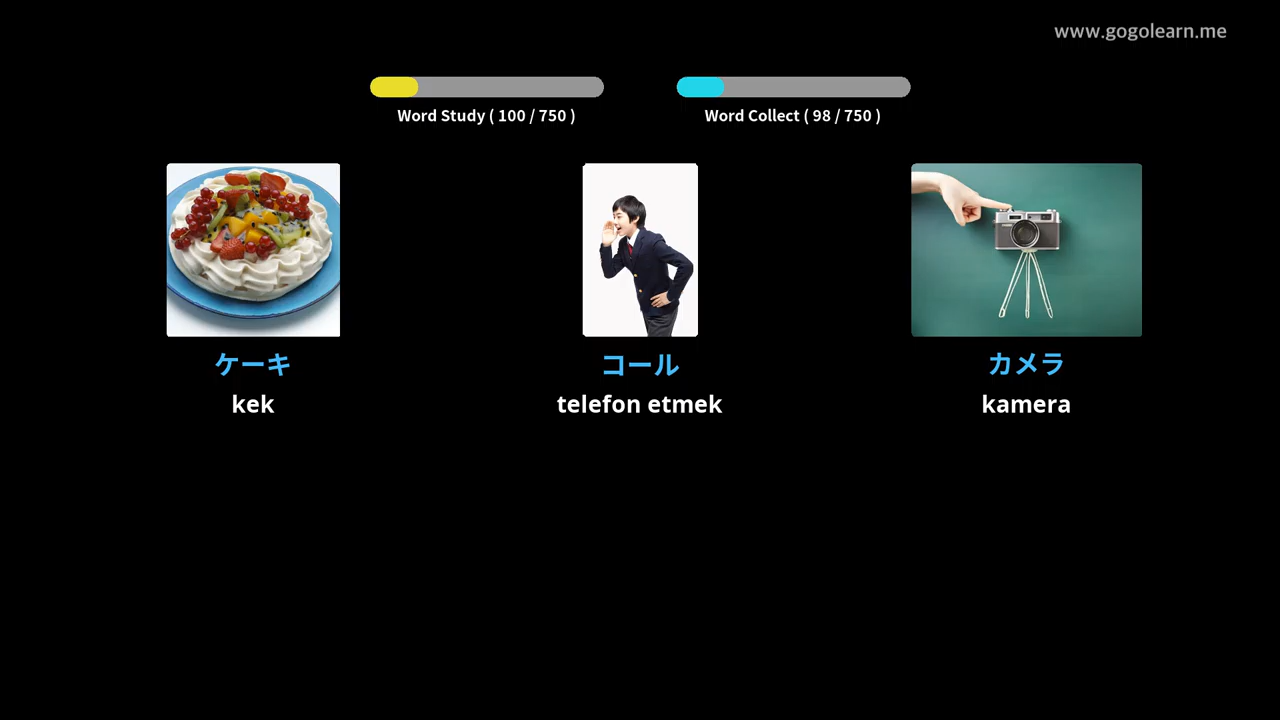 www.gogolearn.me
Word Study ( 100 / 750 )
Word Collect ( 98 / 750 )
ケーキ
コール
カメラ
kek
telefon etmek
kamera